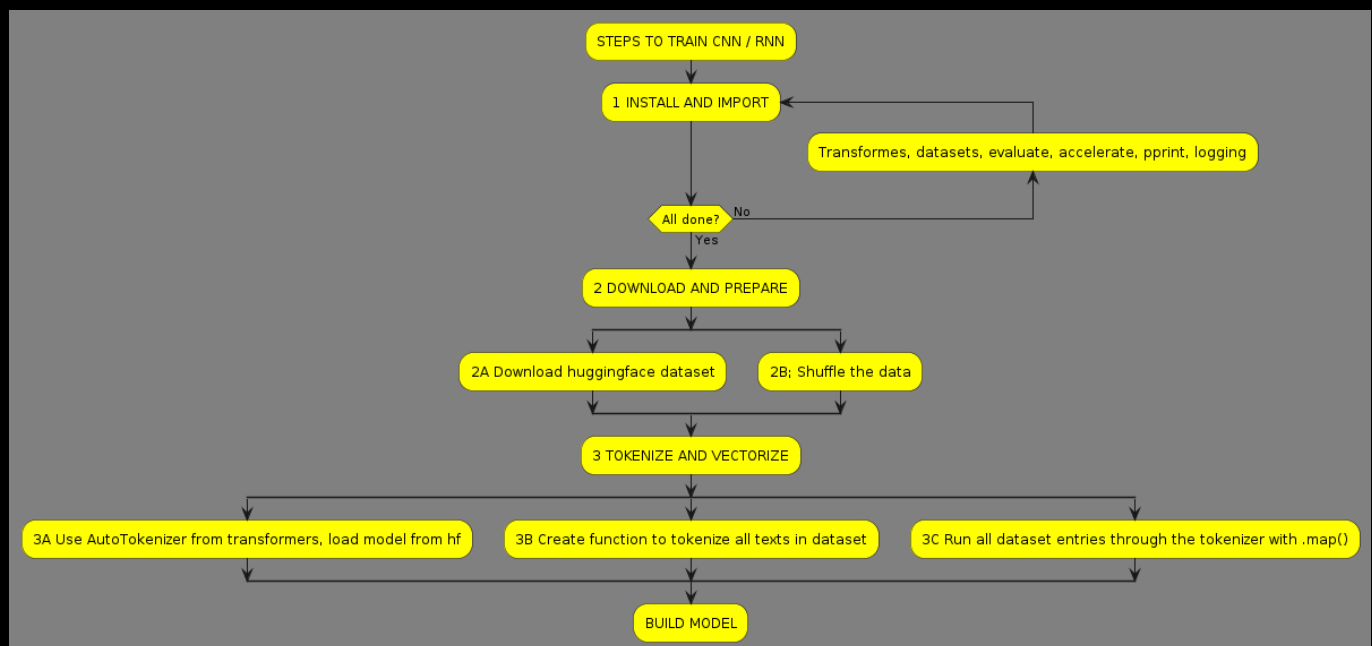 STEPS TO TRAIN CNN / RNN
1 INSTALL AND IMPORT
Transformes, datasets, evaluate, accelerate, pprint, logging
All done?
No
Yes
2 DOWNLOAD AND PREPARE
2A Download huggingface dataset
2B; Shuffle the data
3 TOKENIZE AND VECTORIZE
3A Use AutoTokenizer from transformers, load model from hf
3B Create function to tokenize all texts in dataset
3C Run all dataset entries through the tokenizer with .map()
BUILD MODEL